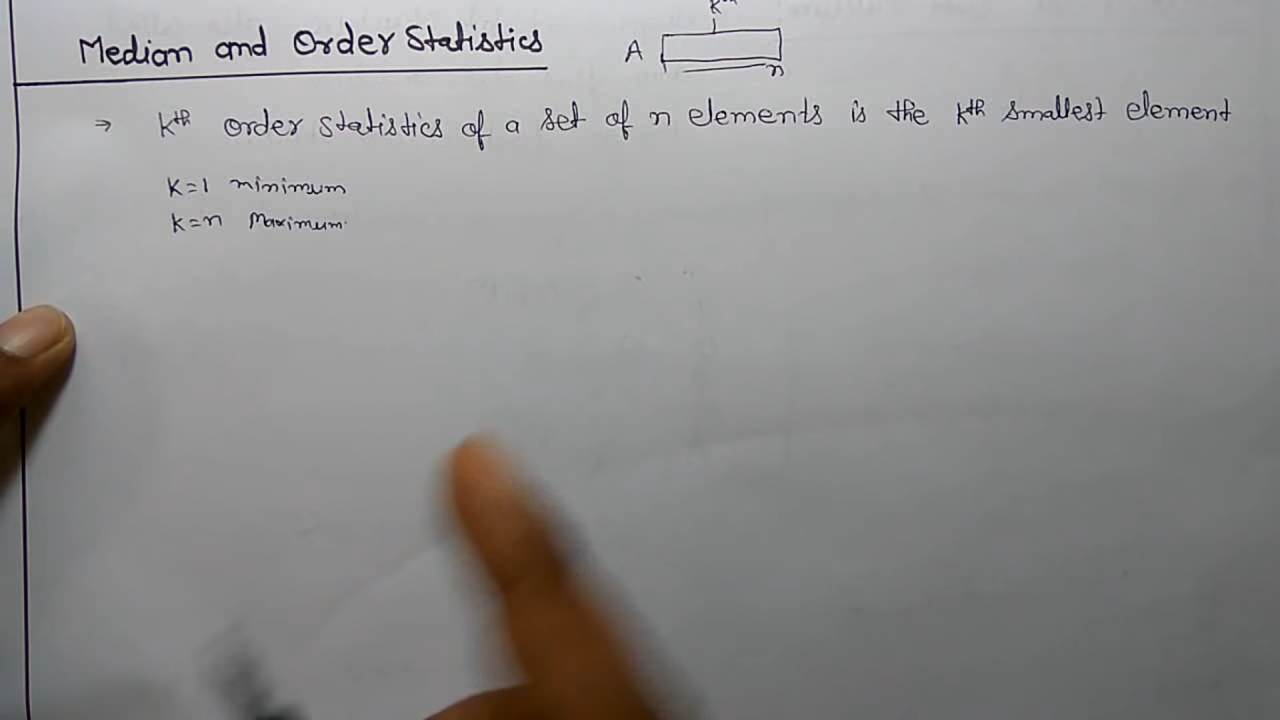 Median and Order Statistics
A
n
⇒ Kth order statistics of a set of n elements is the kth smallest element
K=1 minimum
K=n Maximum.